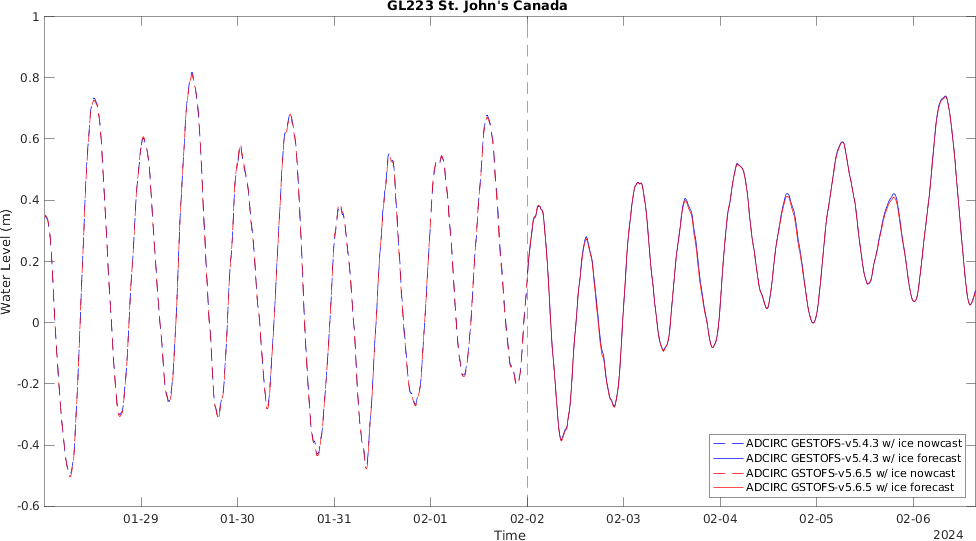 GL223 St. John's Canada
1
0.8
0.6
0.4
0.2
0
-0.2
-0.4
-0.6
Water Level (m)
01-29 01-30 01-31 02-01 02-02 02-03 02-04 02-05 02-06
Time
2024
ADCIRC GESTOFS-v5.4.3 w/ ice nowcast
ADCIRC GESTOFS-v5.4.3 w/ ice forecast
ADCIRC GSTOFS-v5.6.5 w/ ice nowcast
ADCIRC GSTOFS-v5.6.5 w/ ice forecast